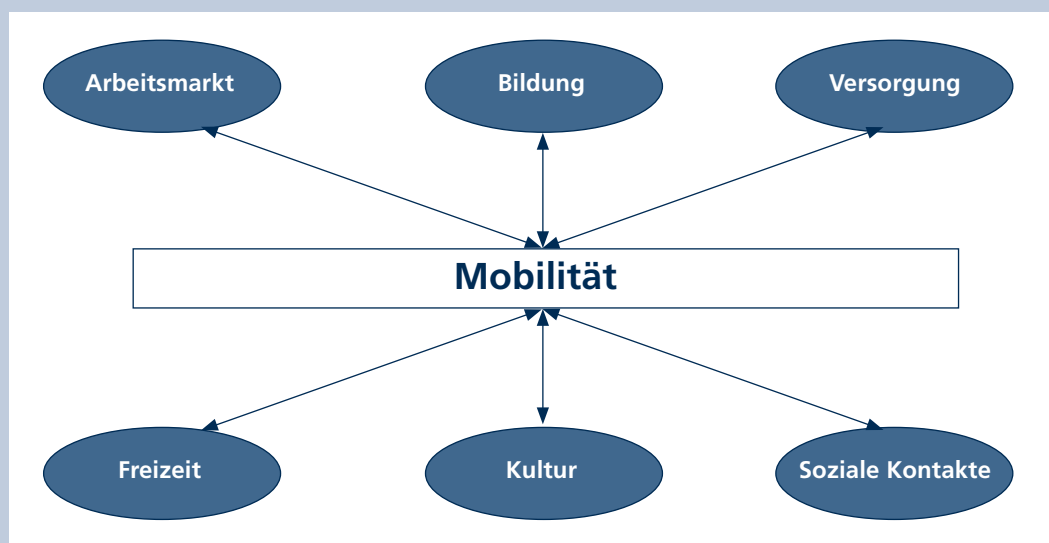 Arbeitsmarkt
Bildung
Versorgung
Mobilität
Freizeit
Kultur
Soziale Kontakte